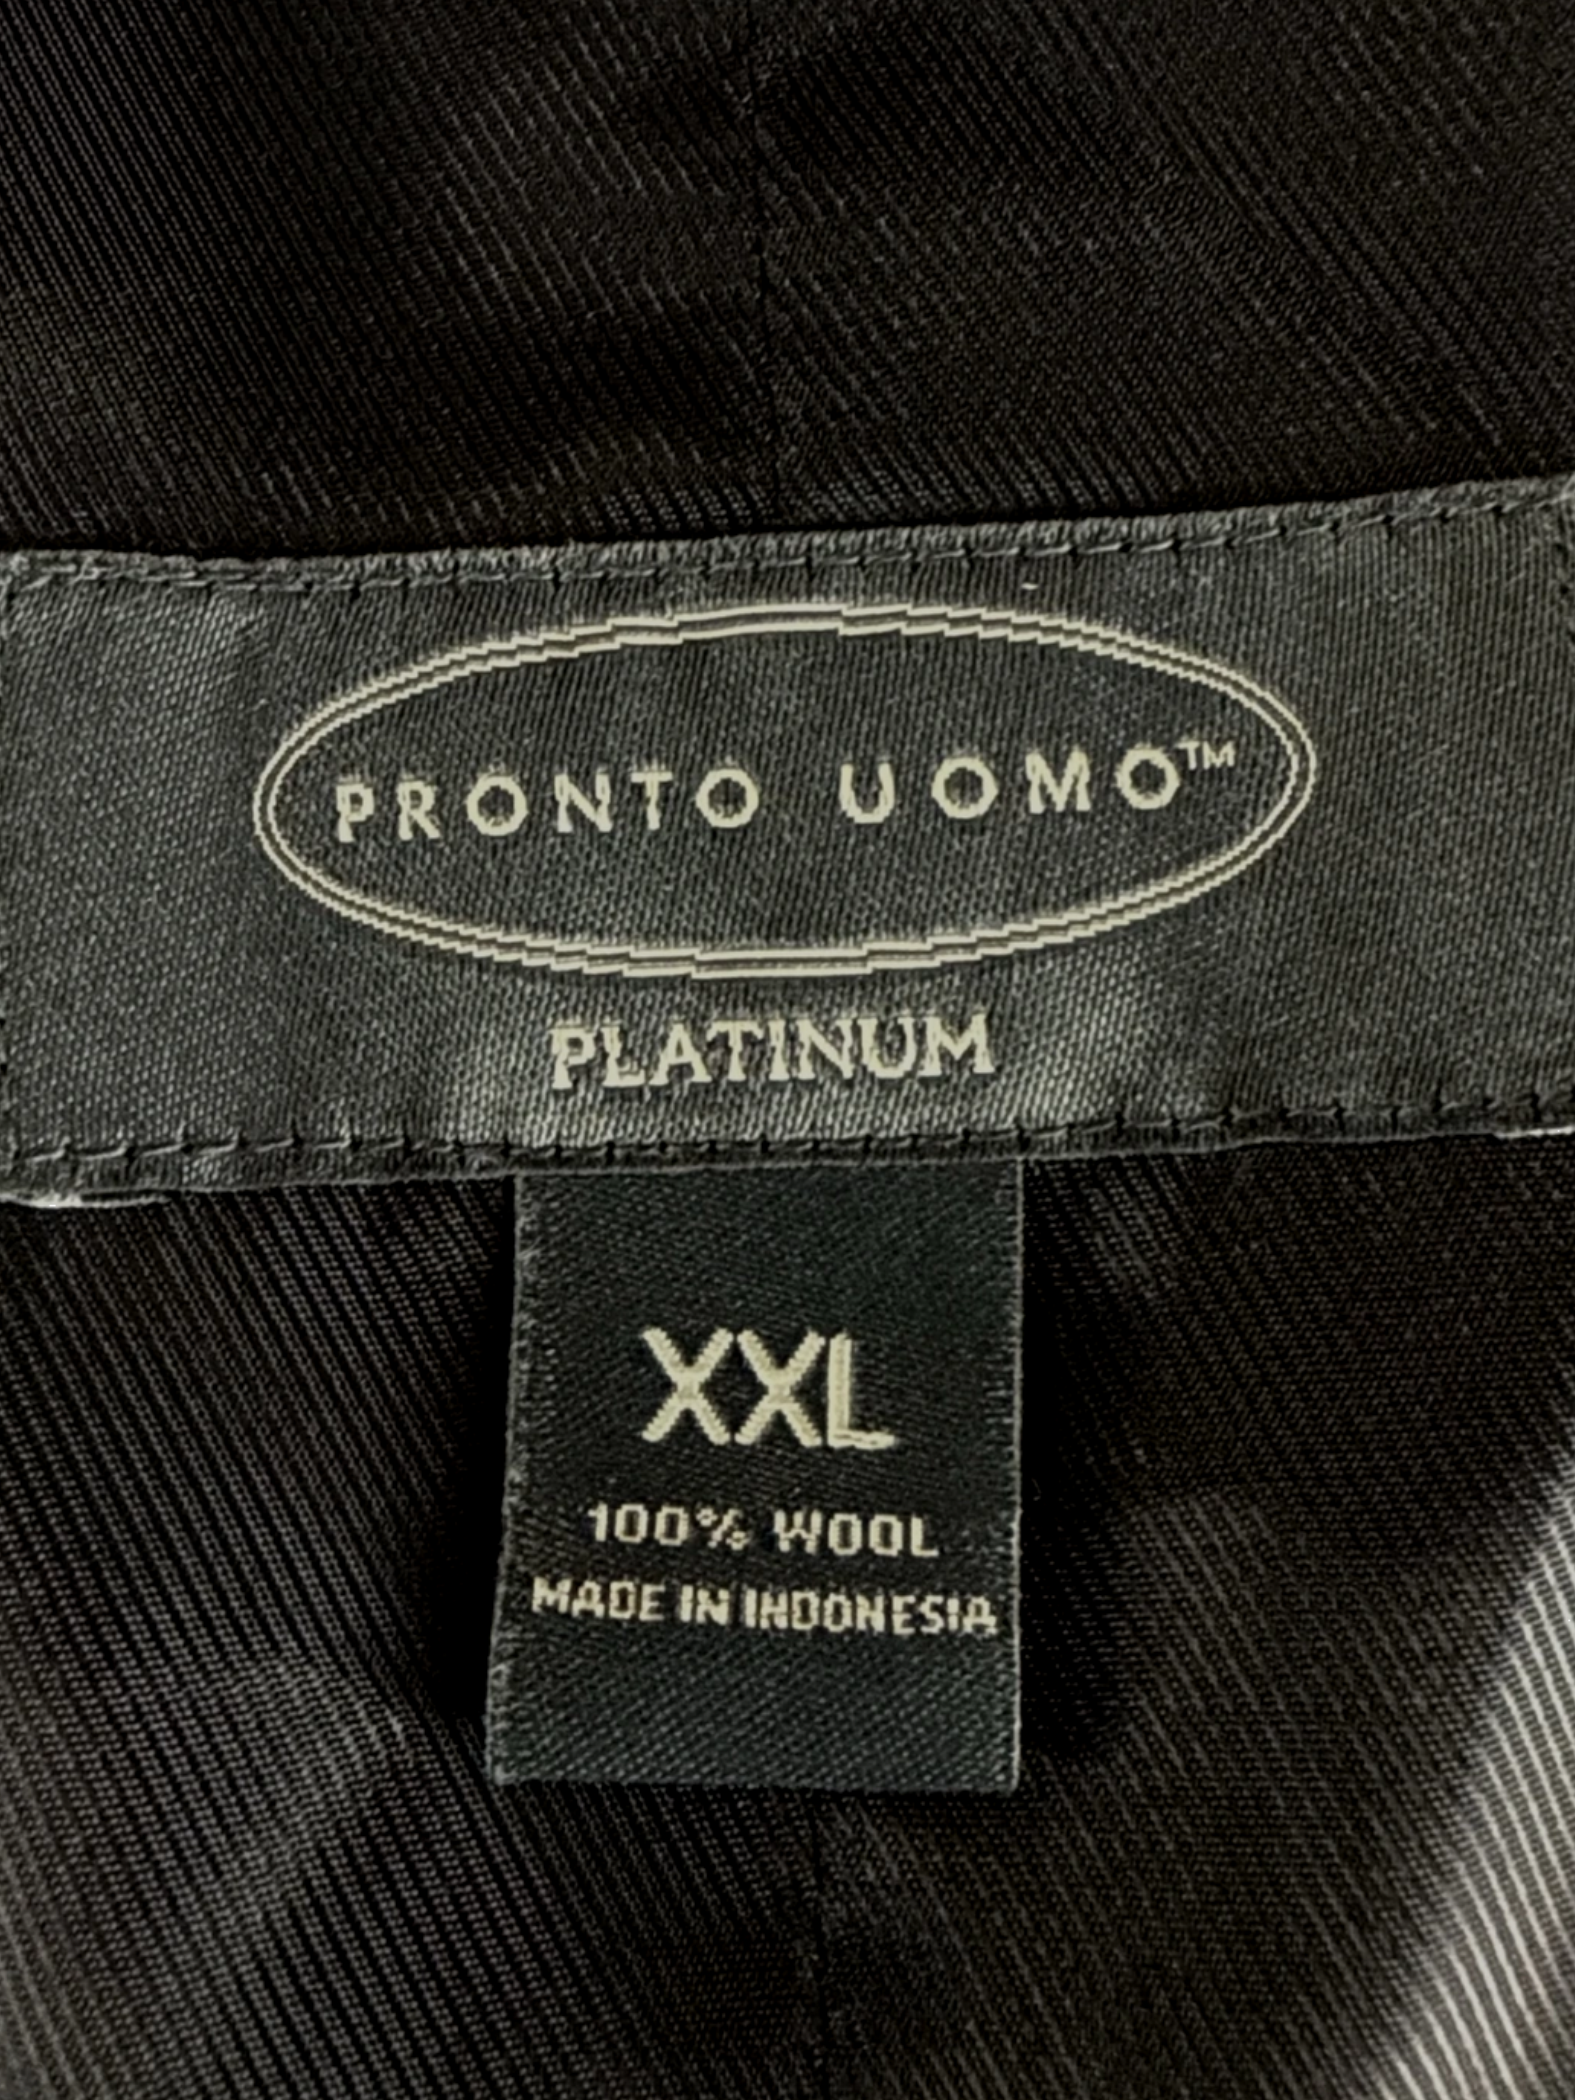 PRONTO UOMO™
PLATINUM
XXL
100% WOOL
MADE IN INDONESIA